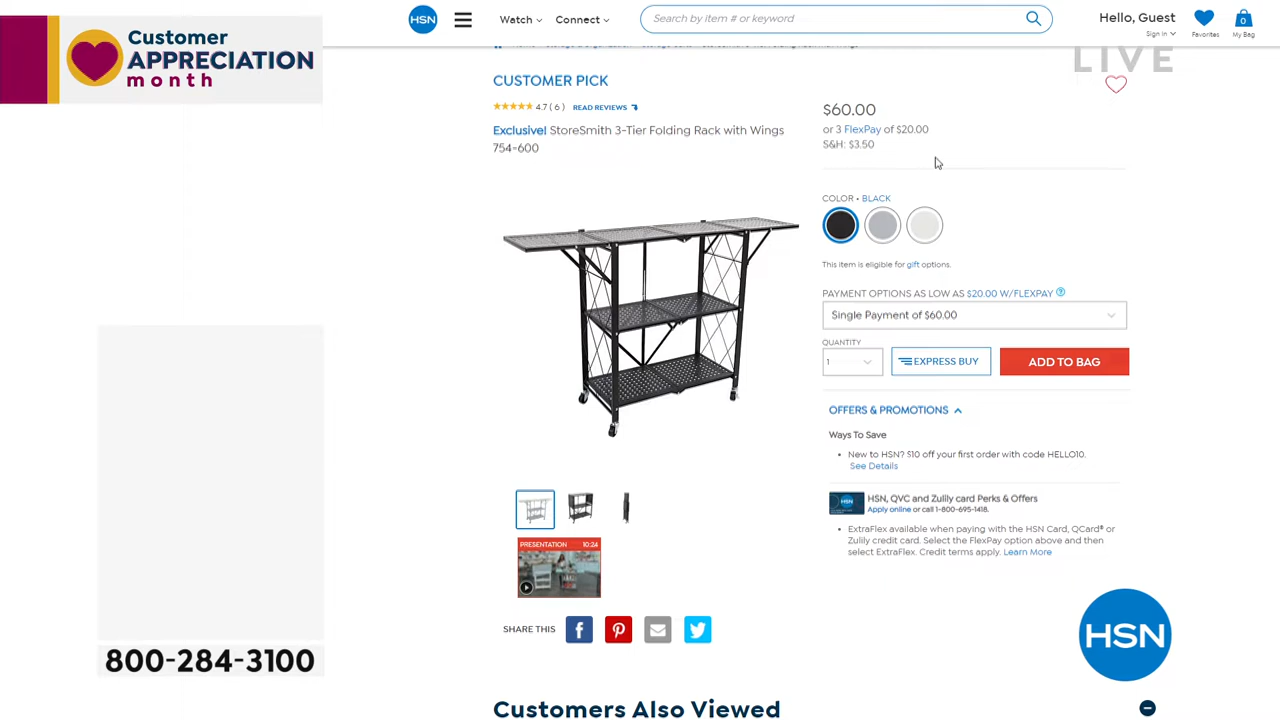 Customer
APPRECIATION
month
HSN
Watch
Connect
Search by item # or keyword
Hello, Guest
Sign in
Favorites
0
My Bag
LIVE
CUSTOMER PICK
4.7 ( 6 ) READ REVIEWS
Exclusive! StoreSmith 3-Tier Folding Rack with Wings
754-600
$60.00
or 3 FlexPay of $20.00
S&H: $3.50
COLOR • BLACK
This item is eligible for gift options.
PAYMENT OPTIONS AS LOW AS $20.00 W/FLEXPAY ?
Single Payment of $60.00
QUANTITY
1
EXPRESS BUY
ADD TO BAG
OFFERS & PROMOTIONS
Ways To Save
• New to HSN? $10 off your first order with code HELLO10.
See Details
HSN, QVC and Zulily card Perks & Offers
Apply online or call 1-800-695-1418.
• ExtraFlex available when paying with the HSN Card, QCard® or
Zulily credit card. Select the FlexPay option above and then
select ExtraFlex. Credit terms apply. Learn More
PRESENTATION 10:24
SHARE THIS
HSN
800-284-3100
Customers Also Viewed